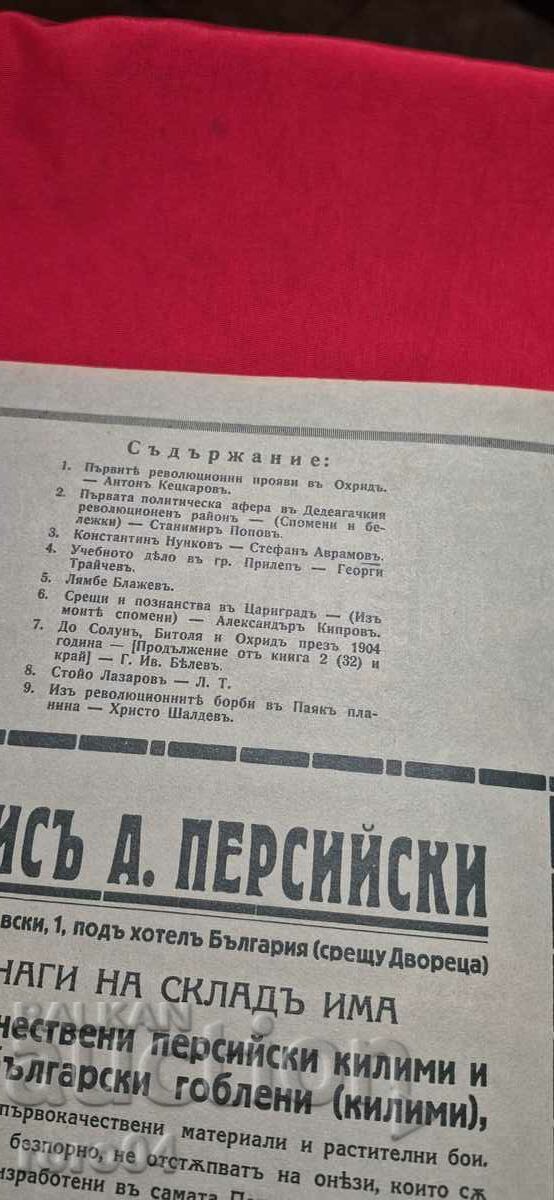 Съдържание:
1. Първитѣ революционни прояви въ Охридъ.
— Антонъ Кецкаровъ.
2. Първата политическа афера въ Дедеагачкия
революционенъ районъ — (Спомени и бе-
лежки) — Станимиръ Поповъ.
3. Константинъ Нунковъ — Стефанъ Аврамовъ.
4. Учебното дѣло въ гр. Прилепъ — Георги
Трайчевъ.
5. Лямбе Блажевъ.
6. Срещи и познанства въ Цариградъ — (Изъ
моитѣ спомени) — Александъръ Кипровъ.
7. До Солунъ, Битоля и Охридъ презъ 1904
година — [Продължение отъ книга 2 (32) и
край] — Г. Ив. Бѣлевъ.
8. Стойо Лазаровъ — Л. Т.
9. Изъ революционнитѣ борби въ Паякъ пла-
нина — Христо Шалдевъ.
ИСЪ А. ПЕРСИЙСКИ
вски, 1, подъ хотелъ България (срещу Двореца)
НАГИ НА СКЛАДЪ ИМА
чествени персийски килими и
ългарски гоблени (килими),
първокачествени материали и растителни бои.
безпорно, не отстѫпватъ на онѣзи, които сѫ
изработени въ самата
BALKAN
auction